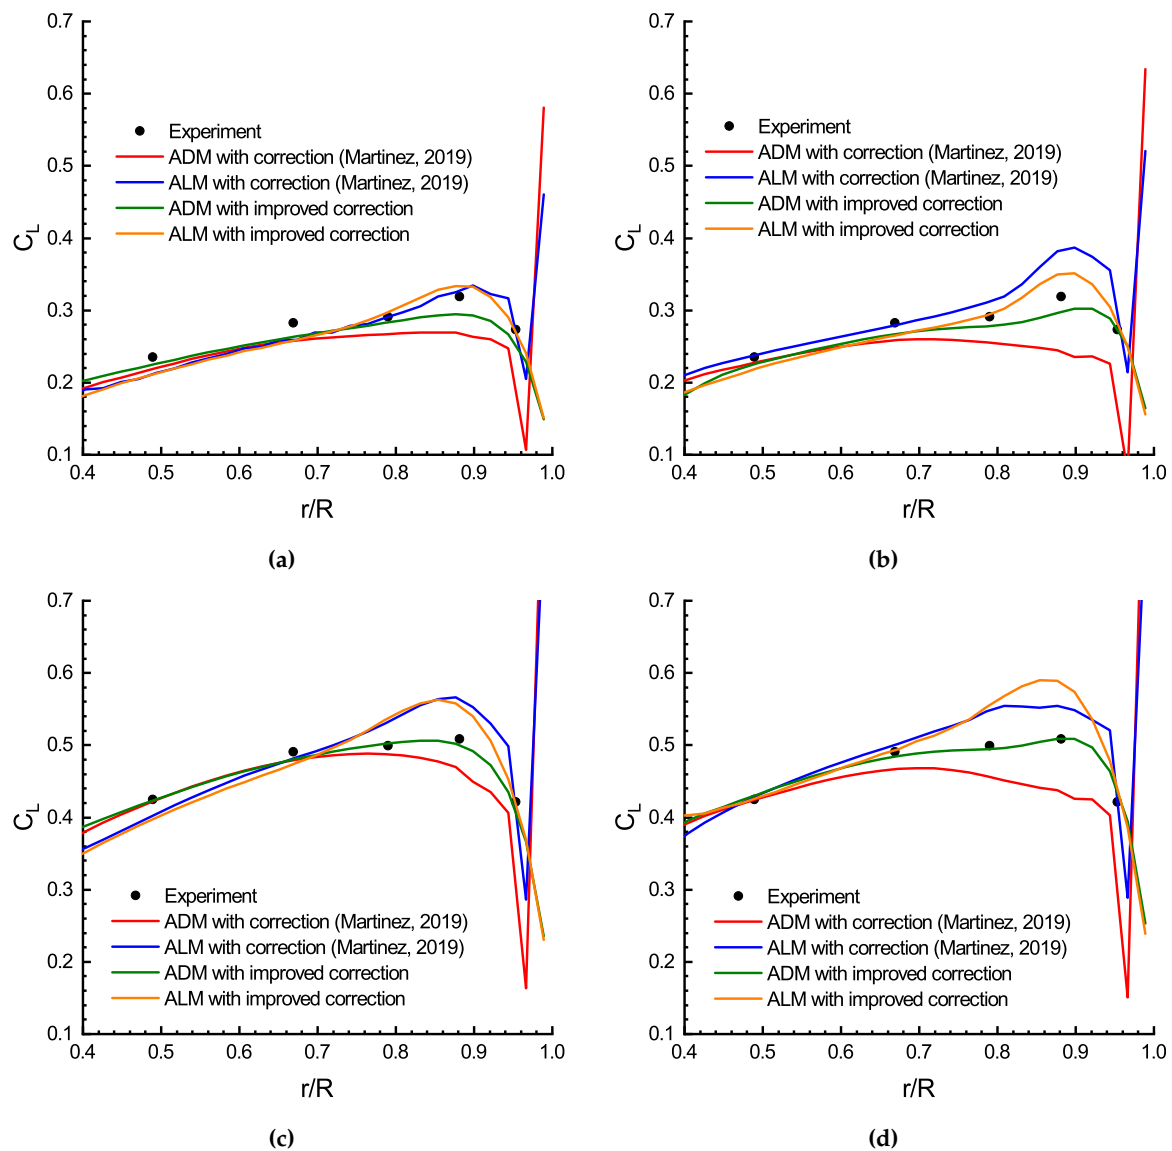 0.7
0.6
0.5
0.4
0.3
0.2
0.1
C_L
Experiment
ADM with correction (Martinez, 2019)
ALM with correction (Martinez, 2019)
ADM with improved correction
ALM with improved correction
0.4 0.5 0.6 0.7 0.8 0.9 1.0
r/R
(a)
0.7
0.6
0.5
0.4
0.3
0.2
0.1
C_L
Experiment
ADM with correction (Martinez, 2019)
ALM with correction (Martinez, 2019)
ADM with improved correction
ALM with improved correction
0.4 0.5 0.6 0.7 0.8 0.9 1.0
r/R
(b)
0.7
0.6
0.5
0.4
0.3
0.2
0.1
C_L
Experiment
ADM with correction (Martinez, 2019)
ALM with correction (Martinez, 2019)
ADM with improved correction
ALM with improved correction
0.4 0.5 0.6 0.7 0.8 0.9 1.0
r/R
(c)
0.7
0.6
0.5
0.4
0.3
0.2
0.1
C_L
Experiment
ADM with correction (Martinez, 2019)
ALM with correction (Martinez, 2019)
ADM with improved correction
ALM with improved correction
0.4 0.5 0.6 0.7 0.8 0.9 1.0
r/R
(d)